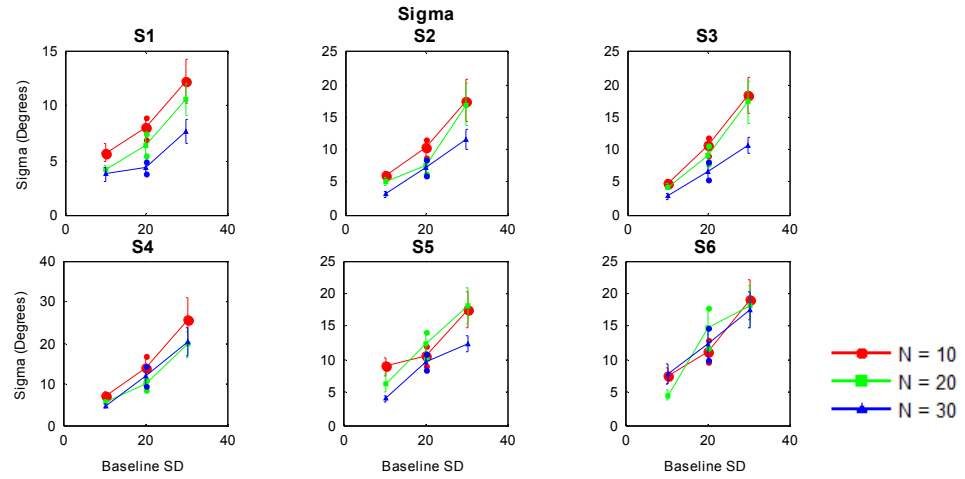 Sigma
S1 S2 S3
15 25 25
20 20
10 15 15
Sigma (Degrees)
10 10
5
5 5
0 0 0
0 20 40 0 20 40 0 20 40
S4 S5 S6
40 25 25
30 20 20
15 15
Sigma (Degrees)
20
10 10
10 5 5
0 0 0
0 20 40 0 20 40 0 20 40
Baseline SD Baseline SD Baseline SD
N = 10
N = 20
N = 30